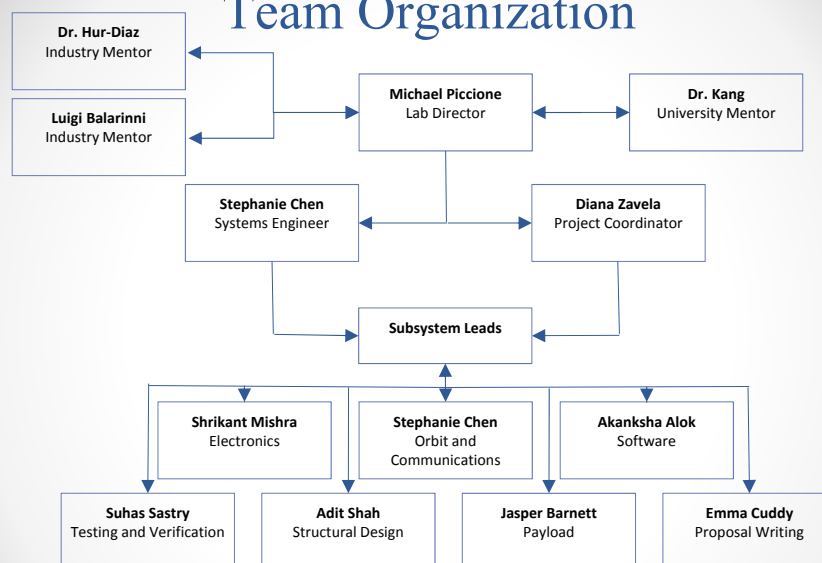 Team Organization
Dr. Hur-Diaz
Industry Mentor
Luigi Balarinni
Industry Mentor
Michael Piccione
Lab Director
Dr. Kang
University Mentor
Stephanie Chen
Systems Engineer
Diana Zavela
Project Coordinator
Subsystem Leads
Shrikant Mishra
Electronics
Stephanie Chen
Orbit and
Communications
Akanksha Alok
Software
Suhas Sastry
Testing and Verification
Adit Shah
Structural Design
Jasper Barnett
Payload
Emma Cuddy
Proposal Writing